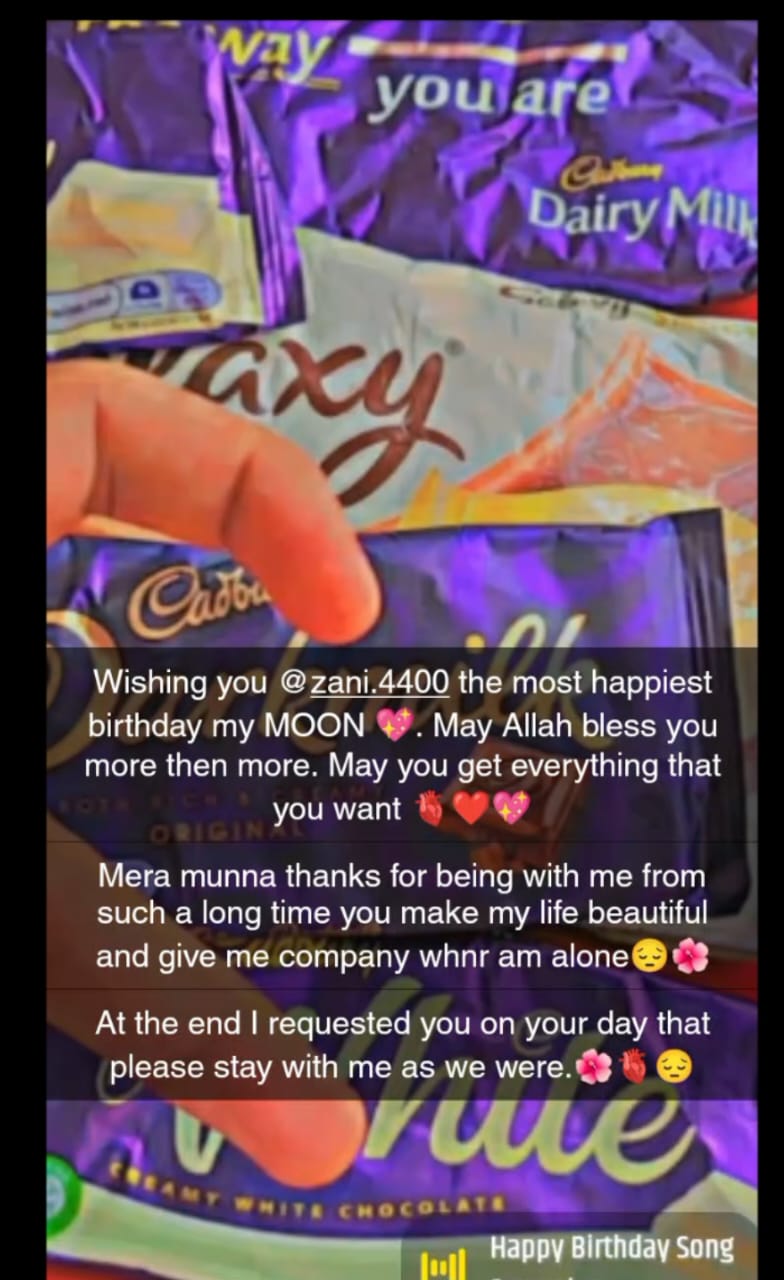 way
you are
Cadbury
Dairy Milk
axy
Cadbu
Darkmilk
ORIGINAL
Wishing you @zani.4400 the most happiest
birthday my MOON 💖. May Allah bless you
more then more. May you get everything that
you want 🫀❤️💖
Mera munna thanks for being with me from
such a long time you make my life beautiful
and give me company whnr am alone😔🌺
At the end I requested you on your day that
please stay with me as we were.🌺🫀😔
White
CREAMY WHITE CHOCOLATE
Happy Birthday Song